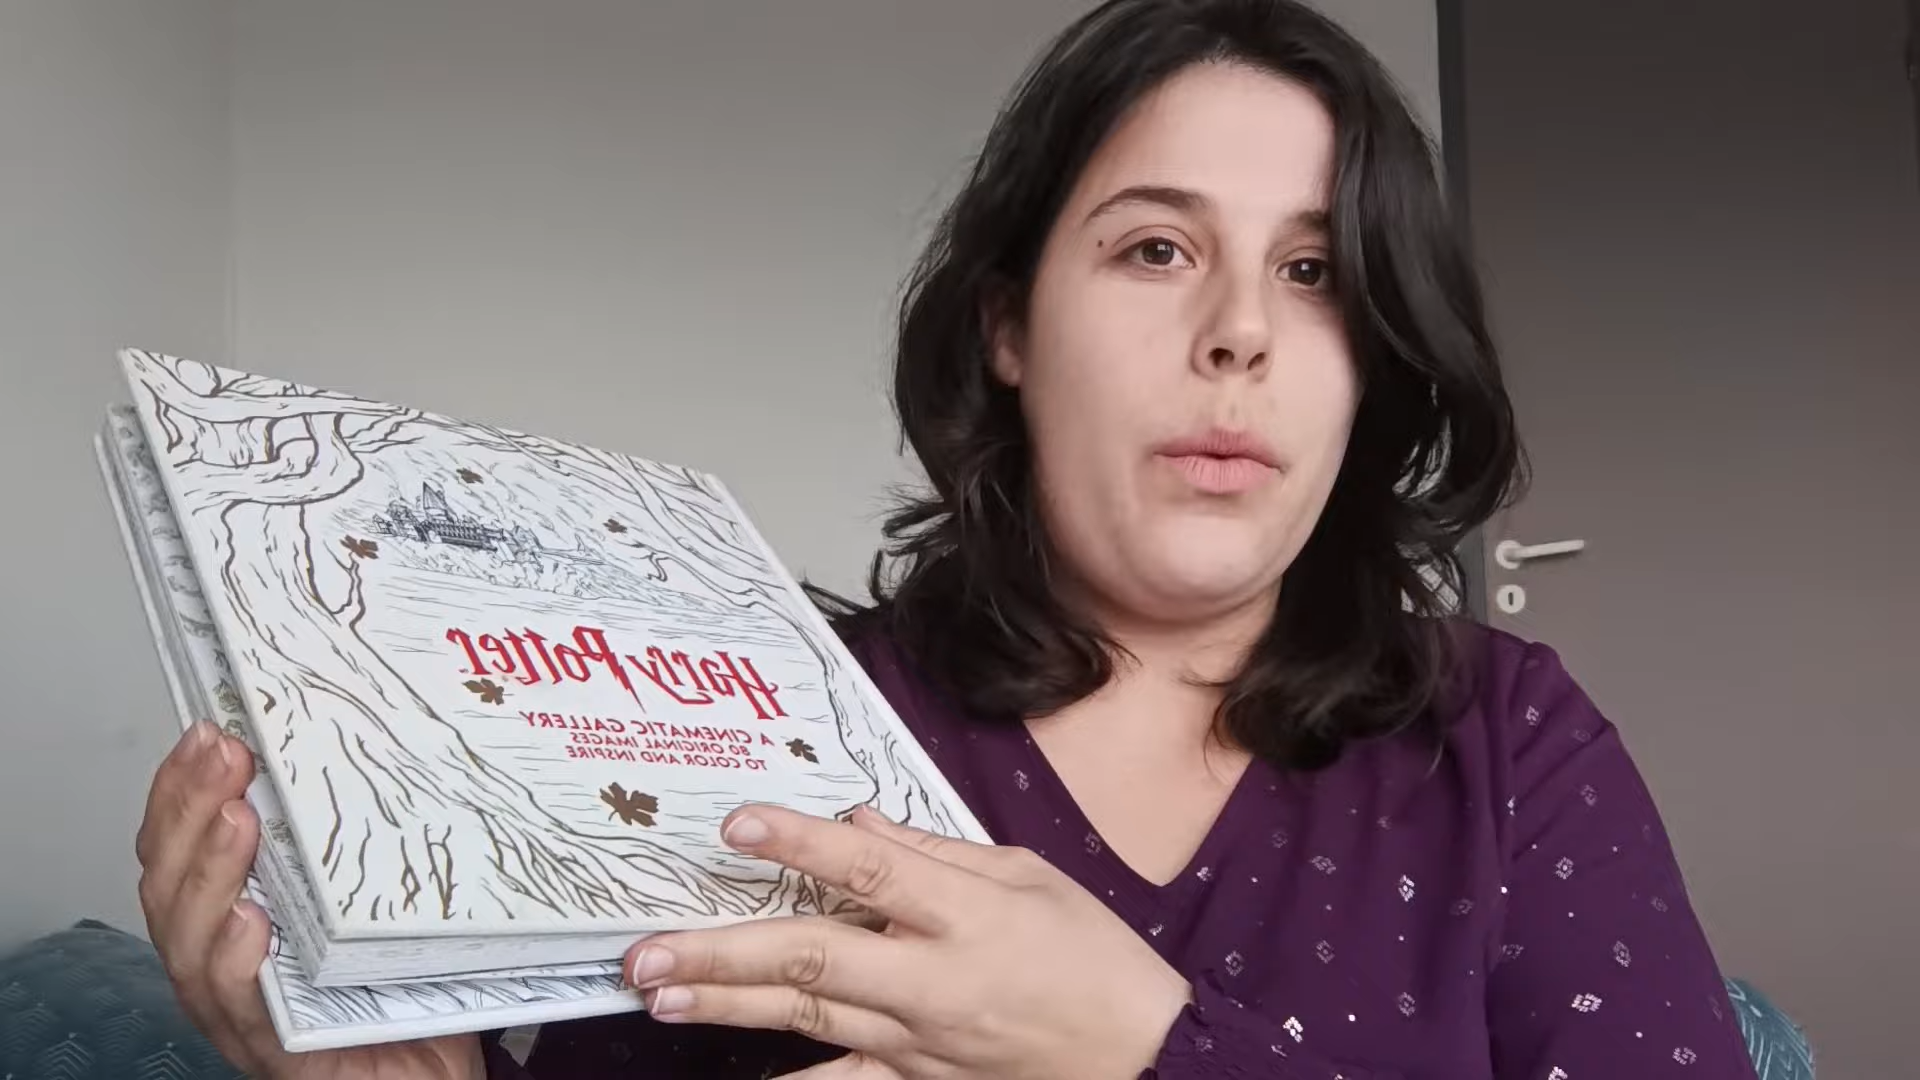 Harry Potter
A CINEMATIC GALLERY
80 ORIGINAL IMAGES
TO COLOR AND INSPIRE